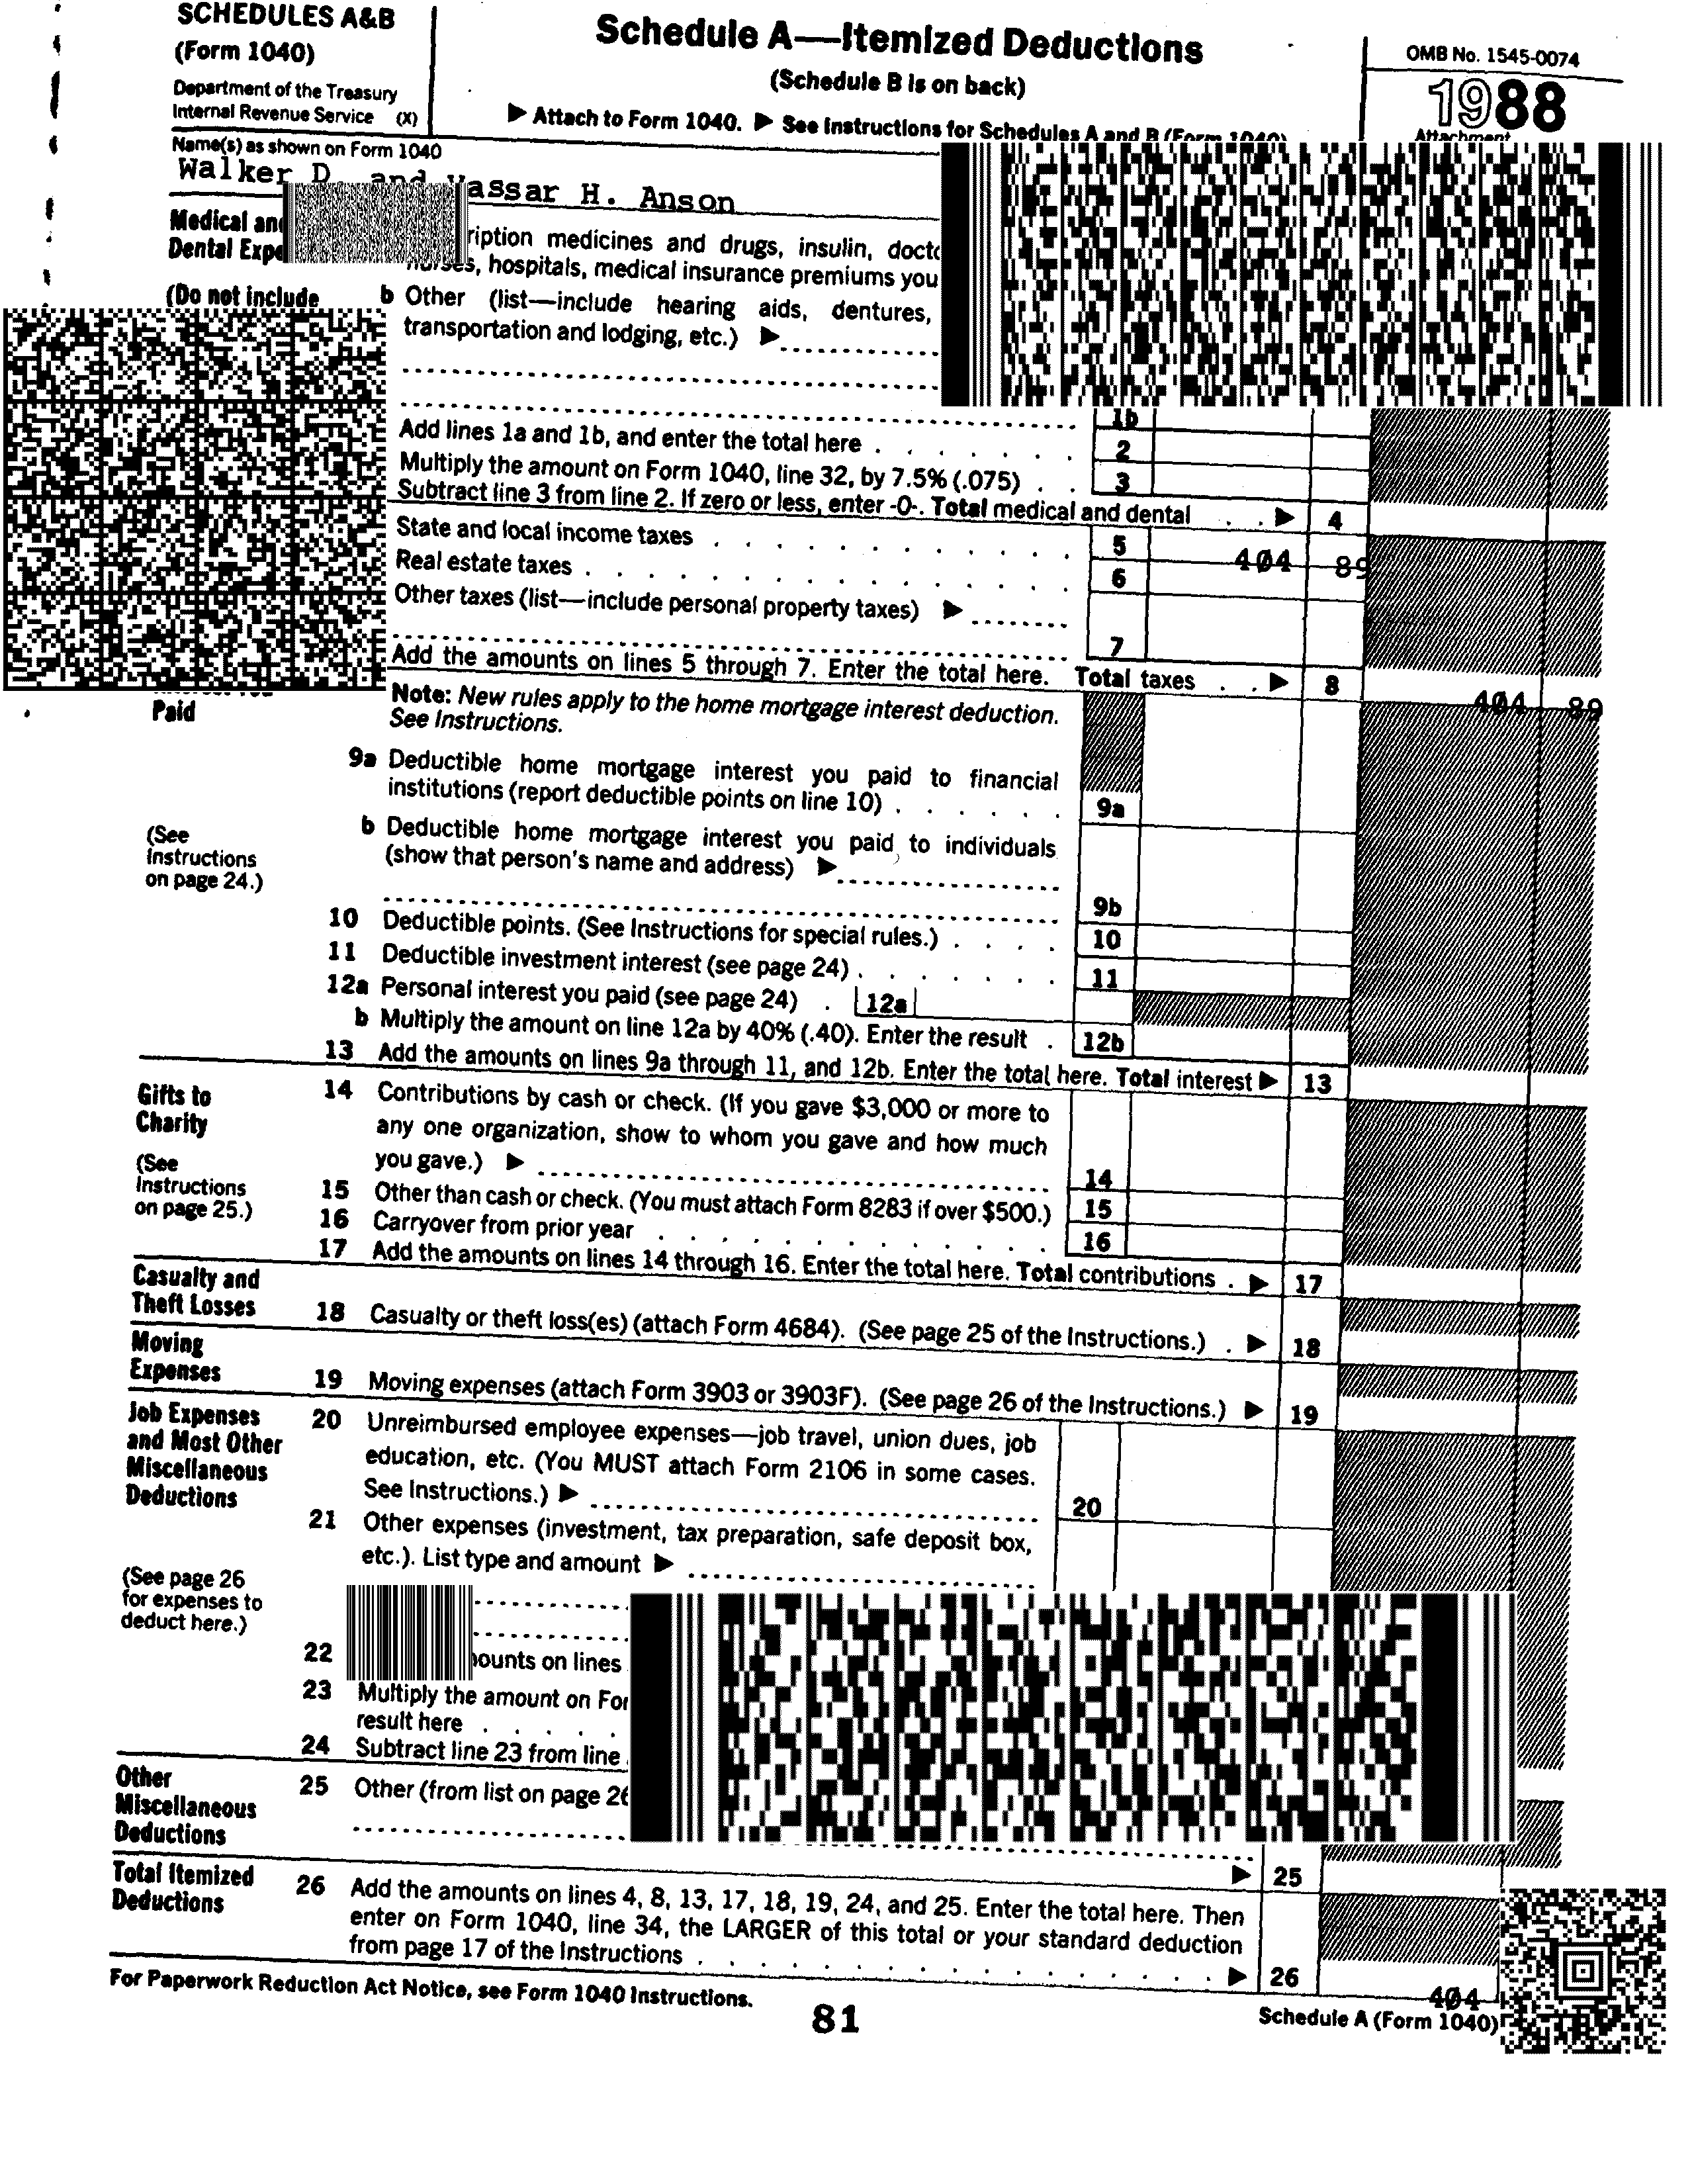 SCHEDULES A&B
(Form 1040)
Department of the Treasury
Internal Revenue Service (X)
Schedule A—Itemized Deductions
(Schedule B is on back)
▶ Attach to Form 1040. ▶ See Instructions for Schedules A and B (Form 1040)
OMB No. 1545-0074
1988
Attachment
Name(s) as shown on Form 1040
Walker D. and Vassar H. Anson
Medical and
Dental
(Do not include
medicines and drugs, insulin,
nurses, hospitals, medical insurance premiums you
b Other (list—include hearing aids, dentures,
transportation and lodging, etc.) ▶
1b
Add lines 1a and 1b, and enter the total here 2
Multiply the amount on Form 1040, line 32, by 7.5% (.075) 3
Subtract line 3 from line 2. If zero or less, enter -0-. Total medical and dental ▶ 4
State and local income taxes 5 404 89
Real estate taxes 6
Other taxes (list—include personal property taxes) ▶
7
Add the amounts on lines 5 through 7. Enter the total here. Total taxes ▶ 8 404 89
Paid
Note: New rules apply to the home mortgage interest deduction.
See Instructions.
9a Deductible home mortgage interest you paid to financial
institutions (report deductible points on line 10) 9a
(See
Instructions
on page 24.)
b Deductible home mortgage interest you paid to individuals
(show that person's name and address) ▶
9b
10 Deductible points. (See Instructions for special rules.) 10
11 Deductible investment interest (see page 24) 11
12a Personal interest you paid (see page 24) 12a
b Multiply the amount on line 12a by 40% (.40). Enter the result 12b
13 Add the amounts on lines 9a through 11, and 12b. Enter the total here. Total interest ▶ 13
Gifts to
Charity
(See
Instructions
on page 25.)
14 Contributions by cash or check. (If you gave $3,000 or more to
any one organization, show to whom you gave and how much
you gave.) ▶ 14
15 Other than cash or check. (You must attach Form 8283 if over $500.) 15
16 Carryover from prior year 16
17 Add the amounts on lines 14 through 16. Enter the total here. Total contributions ▶ 17
Casualty and
Theft Losses
18 Casualty or theft loss(es) (attach Form 4684). (See page 25 of the Instructions.) ▶ 18
Moving
Expenses
19 Moving expenses (attach Form 3903 or 3903F). (See page 26 of the Instructions.) ▶ 19
Job Expenses
and Most Other
Miscellaneous
Deductions
20 Unreimbursed employee expenses—job travel, union dues, job
education, etc. (You MUST attach Form 2106 in some cases.
See Instructions.) ▶ 20
21 Other expenses (investment, tax preparation, safe deposit box,
etc.). List type and amount ▶
(See page 26
for expenses to
deduct here.)
22 on lines
23 Multiply the amount on
result here
24 Subtract line 23 from line
Other
Miscellaneous
Deductions
25 Other (from list on page 26
▶ 25
Total Itemized
Deductions
26 Add the amounts on lines 4, 8, 13, 17, 18, 19, 24, and 25. Enter the total here. Then
enter on Form 1040, line 34, the LARGER of this total or your standard deduction
from page 17 of the Instructions ▶ 26 404
For Paperwork Reduction Act Notice, see Form 1040 Instructions.
81
Schedule A (Form 1040)